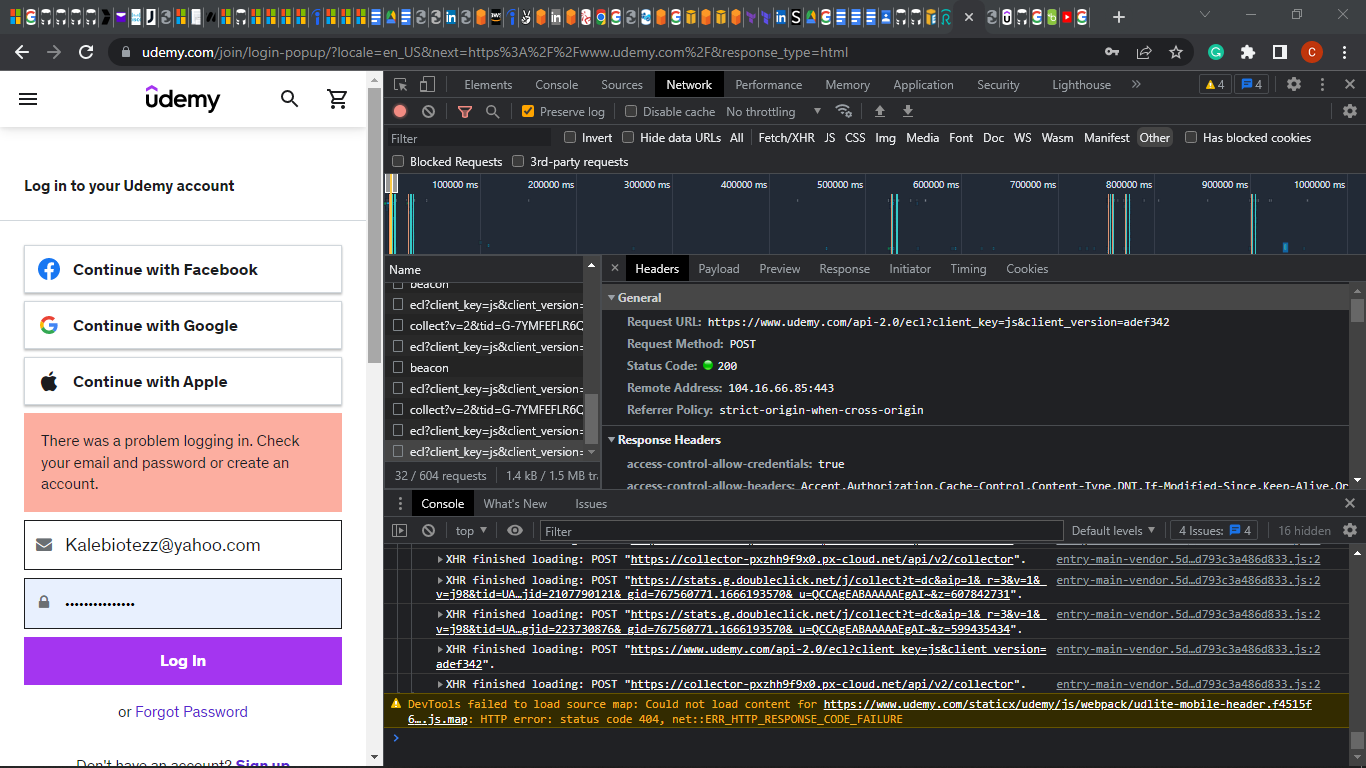 udemy.com/join/login-popup/?locale=en_US&next=https%3A%2F%2Fwww.udemy.com%2F&response_type=html
C
udemy
Log in to your Udemy account
Continue with Facebook
Continue with Google
Continue with Apple
There was a problem logging in. Check
your email and password or create an
account.
Kalebiotezz@yahoo.com
•••••••••••••••
Log In
or Forgot Password
Don't have an account? Sign up
Elements Console Sources Network Performance Memory Application Security Lighthouse » 4 4
Preserve log Disable cache No throttling
Filter Invert Hide data URLs All Fetch/XHR JS CSS Img Media Font Doc WS Wasm Manifest Other Has blocked cookies
Blocked Requests 3rd-party requests
100000 ms 200000 ms 300000 ms 400000 ms 500000 ms 600000 ms 700000 ms 800000 ms 900000 ms 1000000 ms
Name
beacon
ecl?client_key=js&client_version=
collect?v=2&tid=G-7YMFEFLR6Q
ecl?client_key=js&client_version=
beacon
ecl?client_key=js&client_version=
collect?v=2&tid=G-7YMFEFLR6Q
ecl?client_key=js&client_version=
ecl?client_key=js&client_version=
32 / 604 requests 1.4 kB / 1.5 MB tr
Headers Payload Preview Response Initiator Timing Cookies
General
Request URL: https://www.udemy.com/api-2.0/ecl?client_key=js&client_version=adef342
Request Method: POST
Status Code: 200
Remote Address: 104.16.66.85:443
Referrer Policy: strict-origin-when-cross-origin
Response Headers
access-control-allow-credentials: true
access-control-allow-headers: Accept,Authorization,Cache-Control,Content-Type,DNT,If-Modified-Since,Keep-Alive,Or
Console What's New Issues
top Filter Default levels 4 Issues: 4 16 hidden
XHR finished loading: POST "https://collector-pxzhh9f9x0.px-cloud.net/api/v2/collector". entry-main-vendor.5d…d793c3a486d833.js:2
XHR finished loading: POST "https://stats.g.doubleclick.net/j/collect?t=dc&aip=1&_r=3&v=1&_ entry-main-vendor.5d…d793c3a486d833.js:2
v=j98&tid=UA…jid=2107790121&_gid=767560771.1666193570&_u=QCCAgEABAAAAAEgAI~&z=607842731".
XHR finished loading: POST "https://stats.g.doubleclick.net/j/collect?t=dc&aip=1&_r=3&v=1&_ entry-main-vendor.5d…d793c3a486d833.js:2
v=j98&tid=UA…gjid=223730876&_gid=767560771.1666193570&_u=QCCAgEABAAAAAEgAI~&z=599435434".
XHR finished loading: POST "https://www.udemy.com/api-2.0/ecl?client_key=js&client_version= entry-main-vendor.5d…d793c3a486d833.js:2
adef342".
XHR finished loading: POST "https://collector-pxzhh9f9x0.px-cloud.net/api/v2/collector". entry-main-vendor.5d…d793c3a486d833.js:2
DevTools failed to load source map: Could not load content for https://www.udemy.com/staticx/udemy/js/webpack/udlite-mobile-header.f4515f
6….js.map: HTTP error: status code 404, net::ERR_HTTP_RESPONSE_CODE_FAILURE